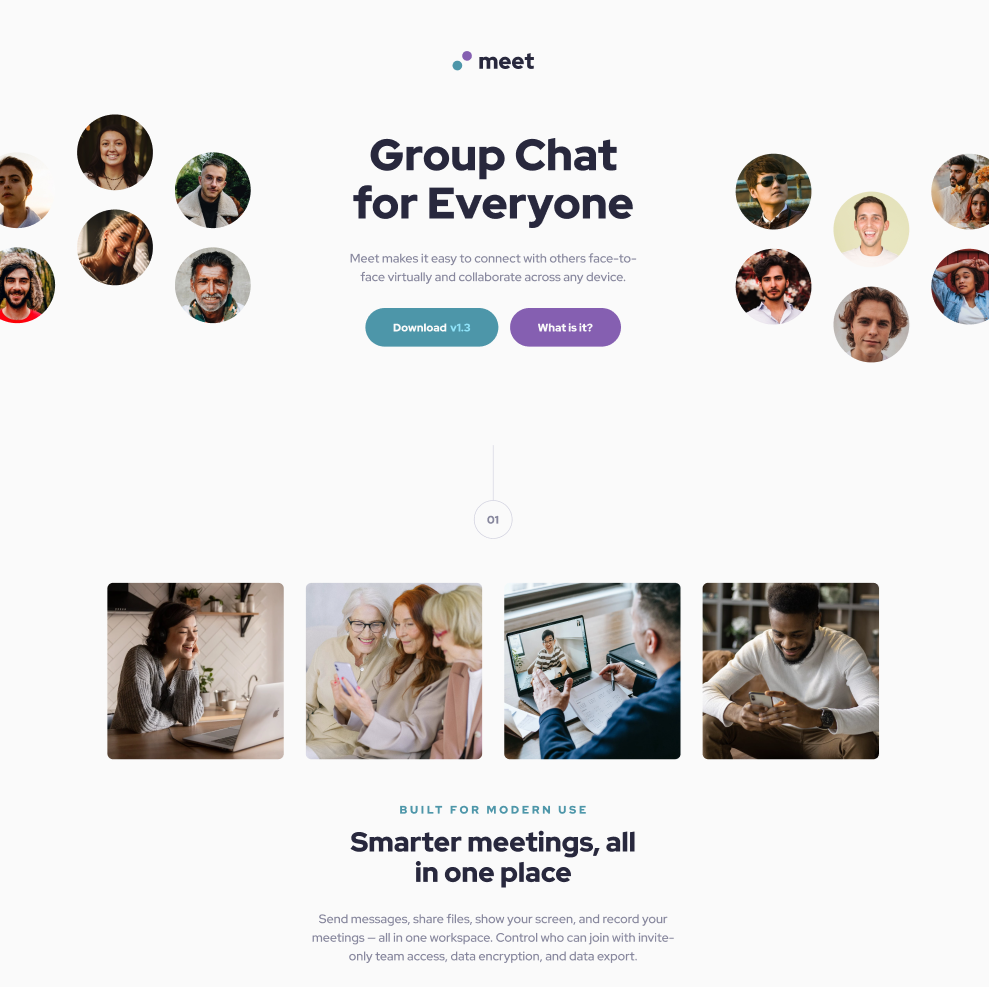 meet
Group Chat
for Everyone
Meet makes it easy to connect with others face-to-
face virtually and collaborate across any device.
Download v1.3
What is it?
01
BUILT FOR MODERN USE
Smarter meetings, all
in one place
Send messages, share files, show your screen, and record your
meetings — all in one workspace. Control who can join with invite-
only team access, data encryption, and data export.